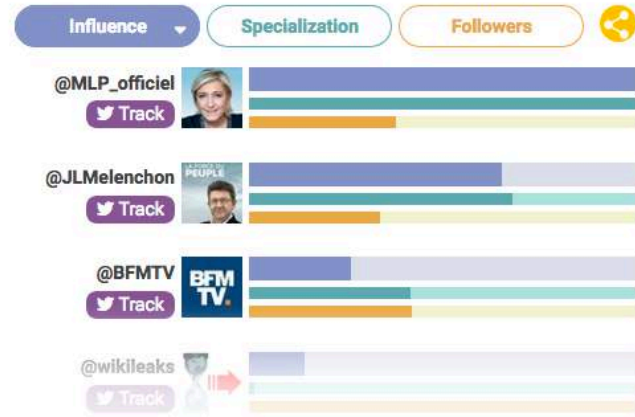 Influence
Specialization
Followers
@MLP_officiel
Track
@JLMelenchon
LA FORCE DU
PEUPLE
Track
@BFMTV
BFM
TV.
Track
@wikileaks
Track